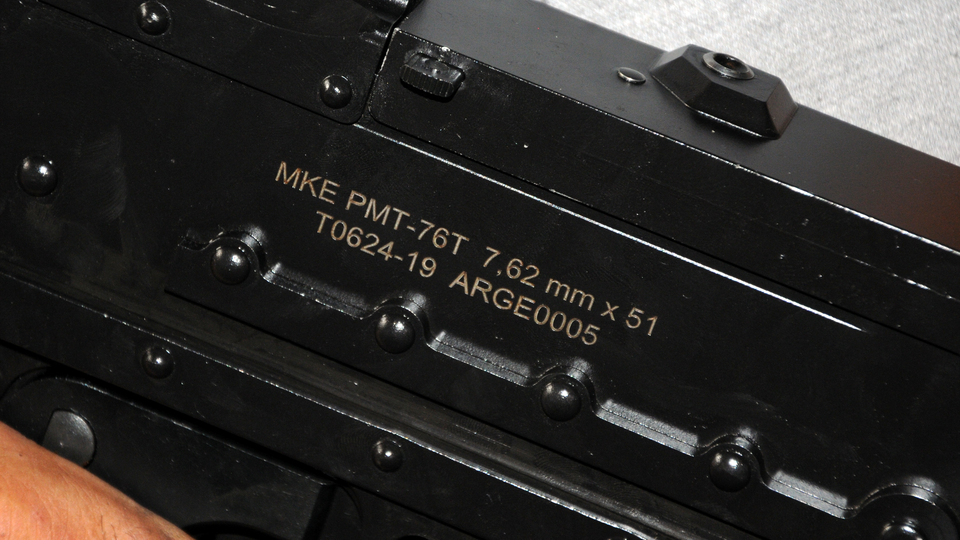 MKE PMT-76T 7,62 mm x 51
T0624-19 ARGE0005